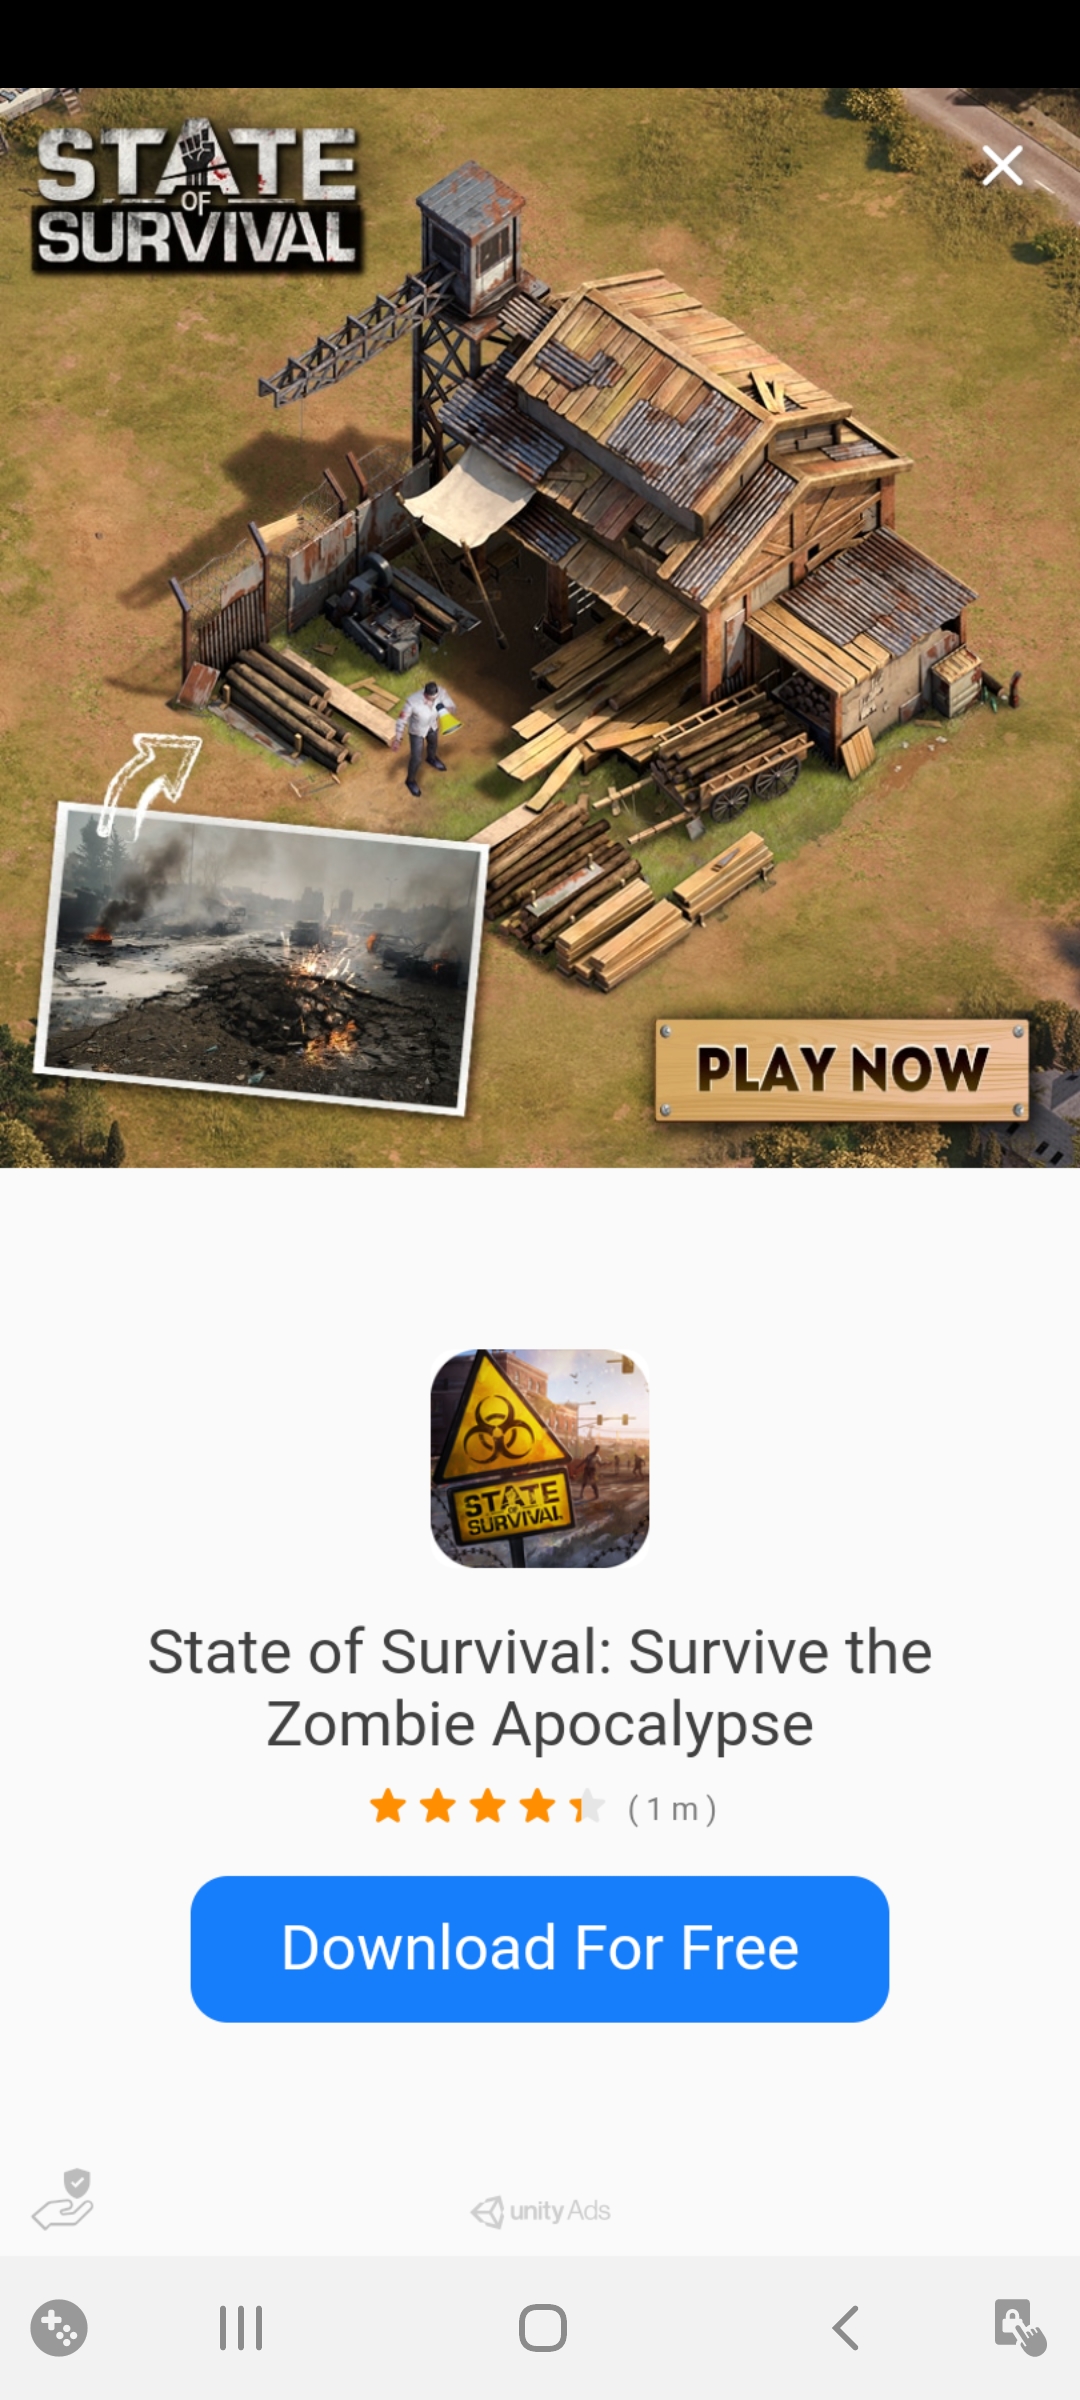 STATE
OF
SURVIVAL
PLAY NOW
STATE
OF
SURVIVAL
State of Survival: Survive the
Zombie Apocalypse
( 1 m )
Download For Free
unity Ads